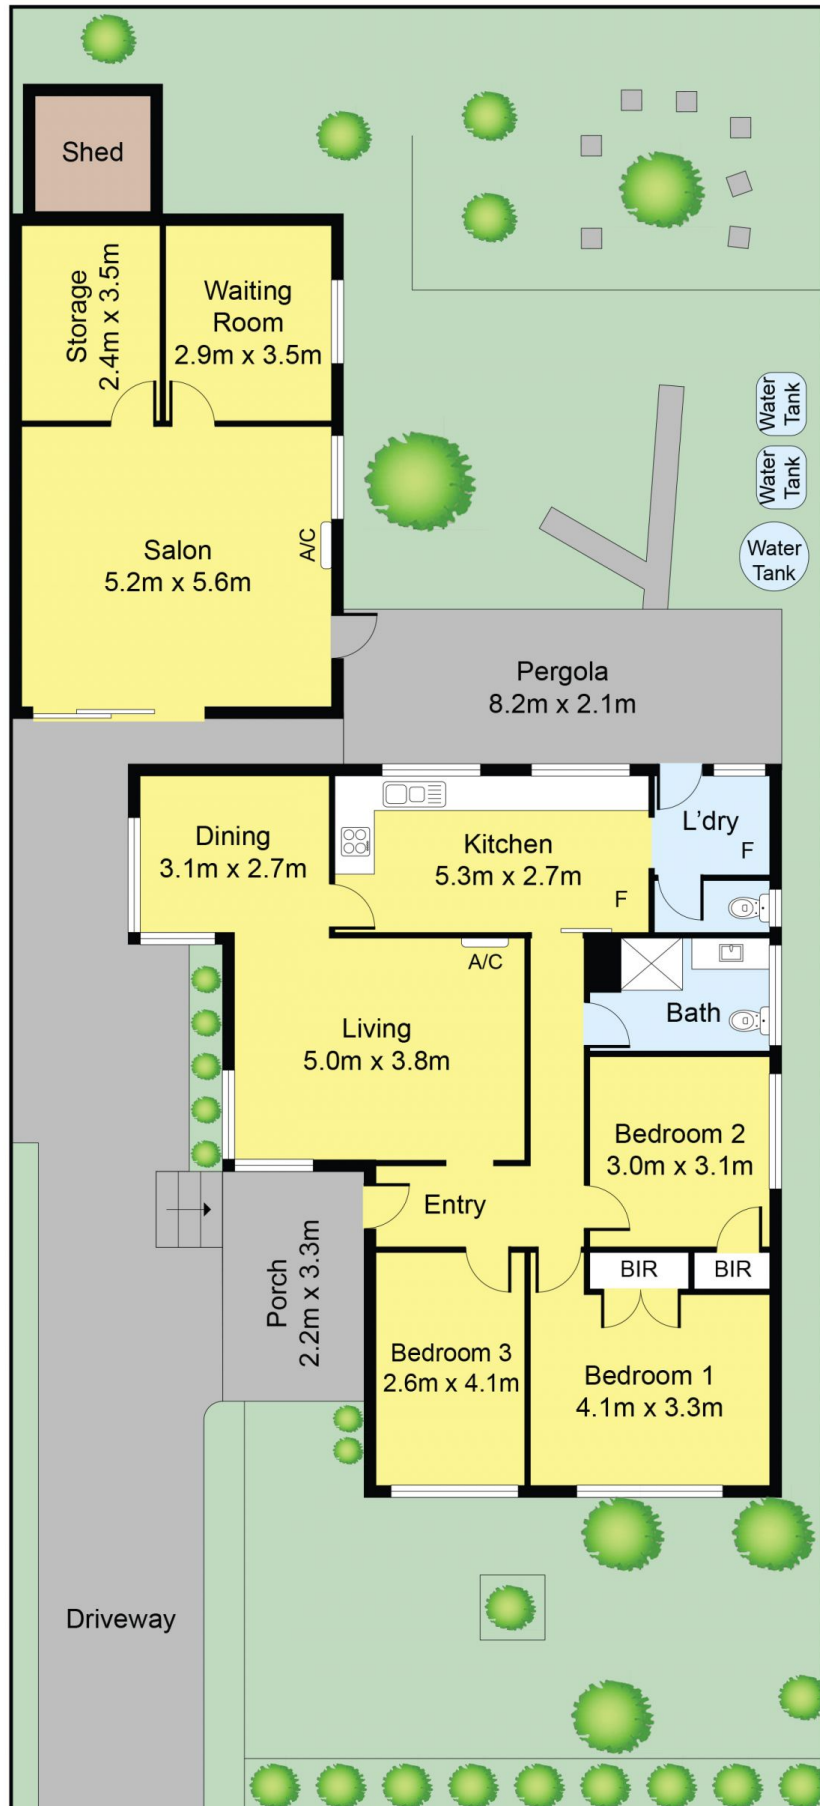 Shed
Storage
2.4m x 3.5m
Waiting
Room
2.9m x 3.5m
Water
Tank
Water
Tank
Water
Tank
Salon
5.2m x 5.6m
A/C
Pergola
8.2m x 2.1m
Dining
3.1m x 2.7m
Kitchen
5.3m x 2.7m
F
L'dry
F
A/C
Living
5.0m x 3.8m
Bath
Bedroom 2
3.0m x 3.1m
Entry
Porch
2.2m x 3.3m
BIR
BIR
Bedroom 3
2.6m x 4.1m
Bedroom 1
4.1m x 3.3m
Driveway